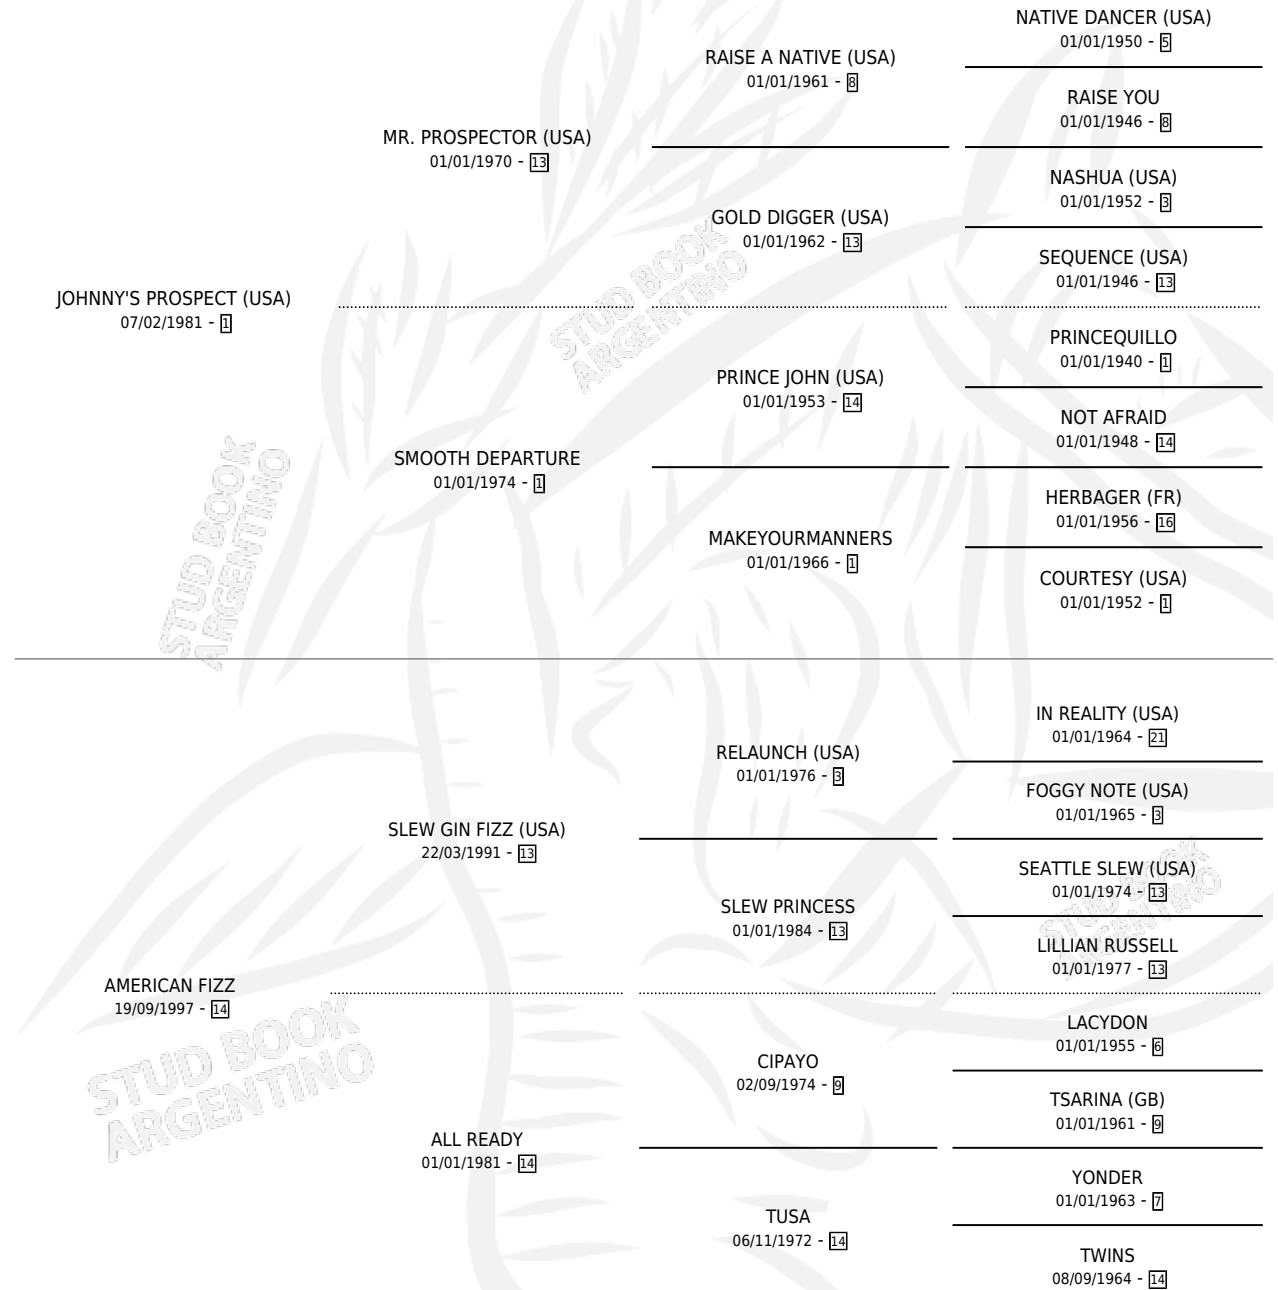 NATIVE DANCER (USA)
01/01/1950 - 5
RAISE A NATIVE (USA)
01/01/1961 - 8
RAISE YOU
01/01/1946 - 8
MR. PROSPECTOR (USA)
01/01/1970 - 13
NASHUA (USA)
01/01/1952 - 3
GOLD DIGGER (USA)
01/01/1962 - 13
SEQUENCE (USA)
01/01/1946 - 13
JOHNNY'S PROSPECT (USA)
07/02/1981 - 1
STUD BOOK
ARGENTINO
PRINCEQUILLO
01/01/1940 - 1
PRINCE JOHN (USA)
01/01/1953 - 14
NOT AFRAID
01/01/1948 - 14
SMOOTH DEPARTURE
01/01/1974 - 1
HERBAGER (FR)
01/01/1956 - 16
MAKEYOURMANNERS
01/01/1966 - 1
COURTESY (USA)
01/01/1952 - 1
STUD BOOK
ARGENTINO
IN REALITY (USA)
01/01/1964 - 21
RELAUNCH (USA)
01/01/1976 - 3
FOGGY NOTE (USA)
01/01/1965 - 3
SLEW GIN FIZZ (USA)
22/03/1991 - 13
SEATTLE SLEW (USA)
01/01/1974 - 13
SLEW PRINCESS
01/01/1984 - 13
STUD BOOK
ARGENTINO
LILLIAN RUSSELL
01/01/1977 - 13
AMERICAN FIZZ
19/09/1997 - 14
STUD BOOK
ARGENTINO
LACYDON
01/01/1955 - 6
CIPAYO
02/09/1974 - 9
TSARINA (GB)
01/01/1961 - 9
ALL READY
01/01/1981 - 14
YONDER
01/01/1963 - 7
TUSA
06/11/1972 - 14
TWINS
08/09/1964 - 14